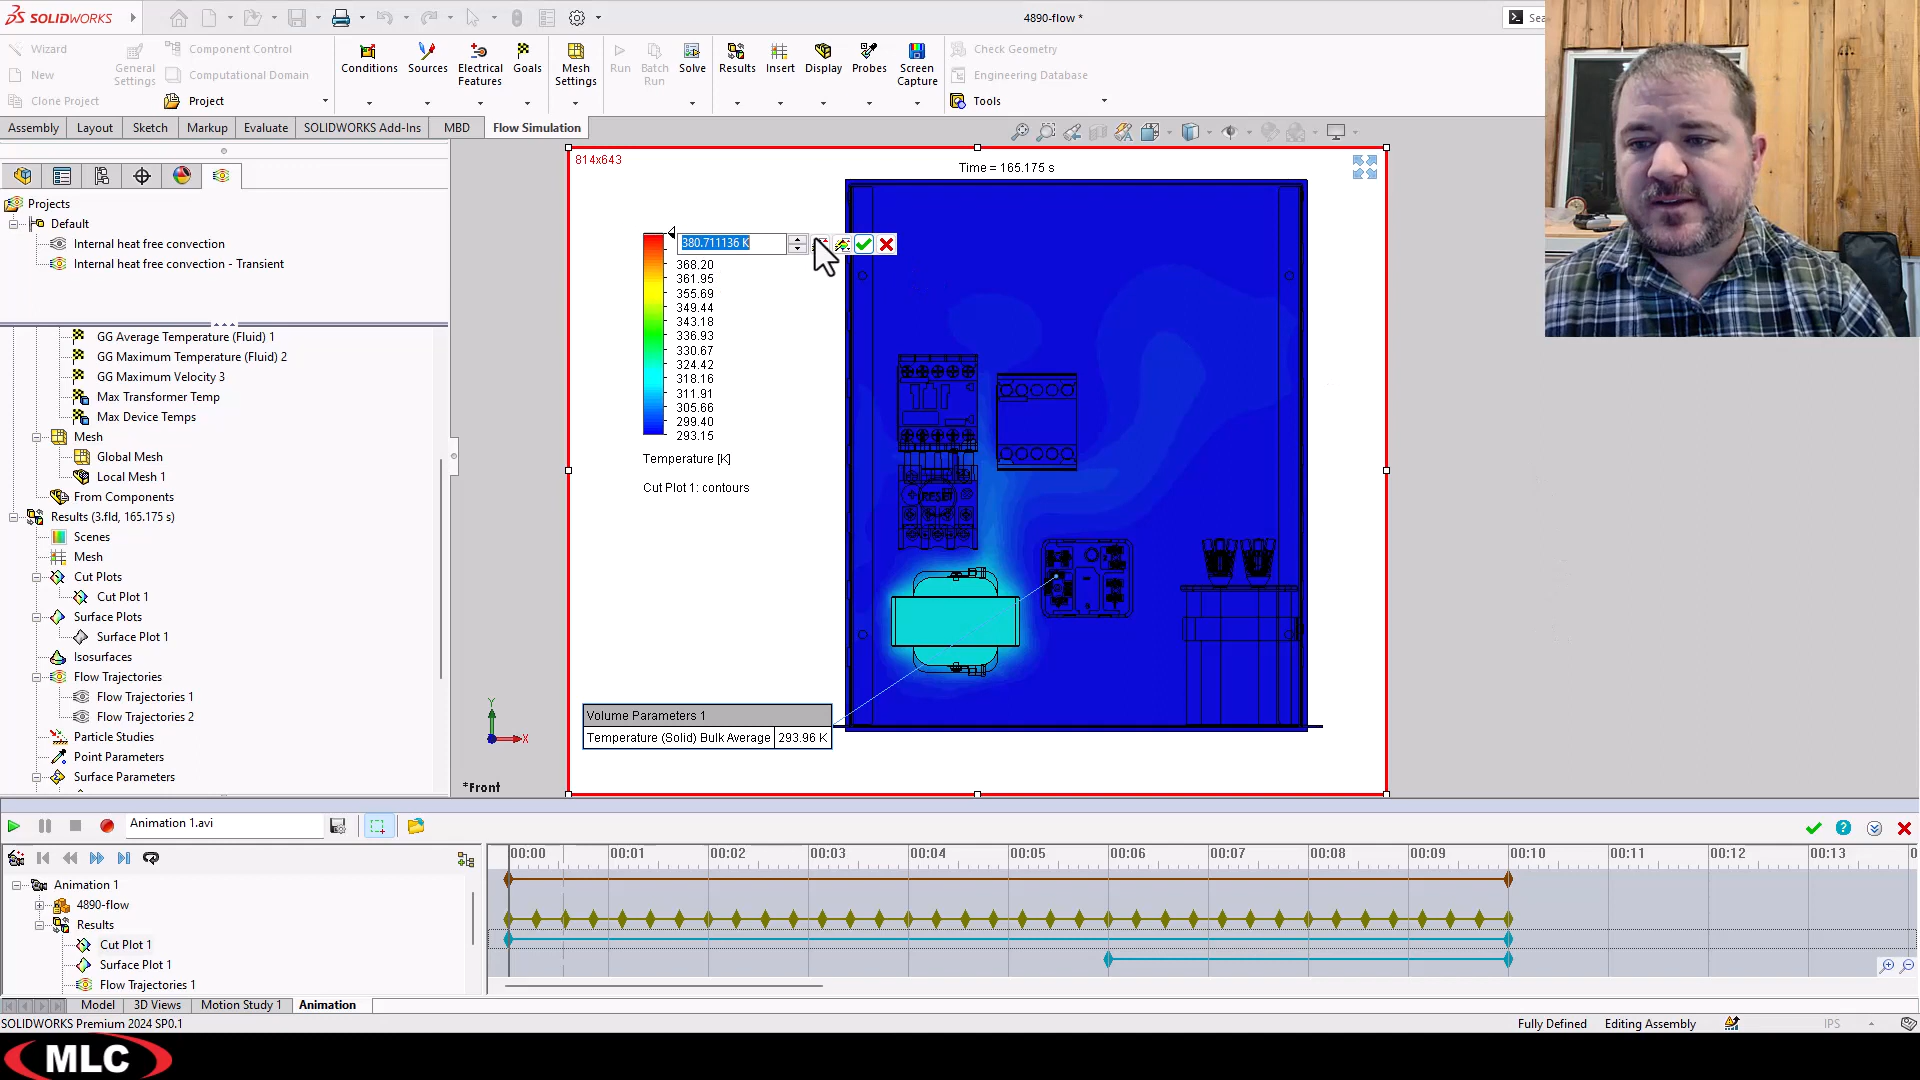 SOLIDWORKS
4890-flow *
Sea
Wizard
New
Clone Project
General Settings
Component Control
Computational Domain
Project
Conditions
Sources
Electrical Features
Goals
Mesh Settings
Run
Batch Run
Solve
Results
Insert
Display
Probes
Screen Capture
Check Geometry
Engineering Database
Tools
Assembly
Layout
Sketch
Markup
Evaluate
SOLIDWORKS Add-Ins
MBD
Flow Simulation
Projects
Default
Internal heat free convection
Internal heat free convection - Transient
GG Average Temperature (Fluid) 1
GG Maximum Temperature (Fluid) 2
GG Maximum Velocity 3
Max Transformer Temp
Max Device Temps
Mesh
Global Mesh
Local Mesh 1
From Components
Results (3.fld, 165.175 s)
Scenes
Mesh
Cut Plots
Cut Plot 1
Surface Plots
Surface Plot 1
Isosurfaces
Flow Trajectories
Flow Trajectories 1
Flow Trajectories 2
Particle Studies
Point Parameters
Surface Parameters
814x643
Time = 165.175 s
380.711136 K
368.20
361.95
355.69
349.44
343.18
336.93
330.67
324.42
318.16
311.91
305.66
299.40
293.15
Temperature [K]
Cut Plot 1: contours
RESET
Volume Parameters 1
Temperature (Solid) Bulk Average 293.96 K
Y
X
*Front
Animation 1.avi
00:00 00:01 00:02 00:03 00:04 00:05 00:06 00:07 00:08 00:09 00:10 00:11 00:12 00:13 0
Animation 1
4890-flow
Results
Cut Plot 1
Surface Plot 1
Flow Trajectories 1
Model
3D Views
Motion Study 1
Animation
SOLIDWORKS Premium 2024 SP0.1
Fully Defined
Editing Assembly
IPS
MLC